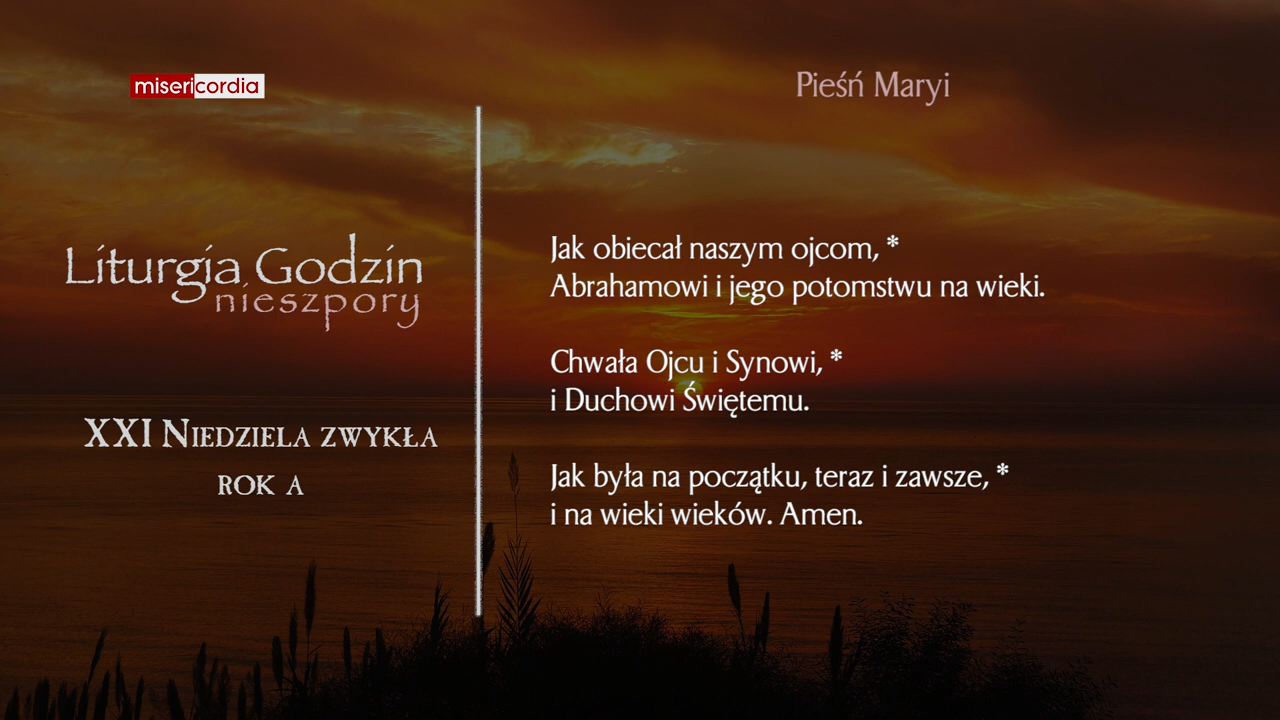 misericordia
Pieśń Maryi
Liturgia Godzin
nieszpory
XXI Niedziela zwykła
rok A
Jak obiecał naszym ojcom, *
Abrahamowi i jego potomstwu na wieki.
Chwała Ojcu i Synowi, *
i Duchowi Świętemu.
Jak była na początku, teraz i zawsze, *
i na wieki wieków. Amen.